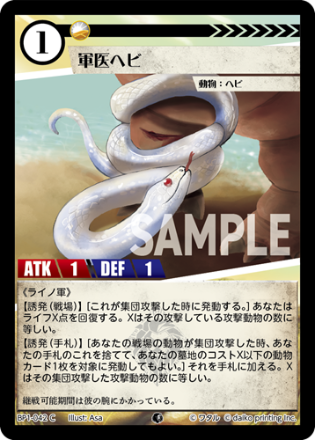 1
軍医ヘビ
動物：ヘビ
SAMPLE
ATK 1 DEF 1
《ライノ軍》
【誘発（戦場）】[これが集団攻撃した時に発動する。] あなたは
ライフX点を回復する。Xはその攻撃している攻撃動物の数に
等しい。
【誘発（手札）】[あなたの戦場の動物が集団攻撃した時、あな
たの手札のこれを捨てて、あなたの墓地のコストX以下の動物
カード1枚を対象に発動してもよい。] それを手札に加える。X
はその集団攻撃した攻撃動物の数に等しい。
継戦可能期間は彼の腕にかかっている。
BP1-042 C Illust: Asa ©ワタル ©daiko printing inc.